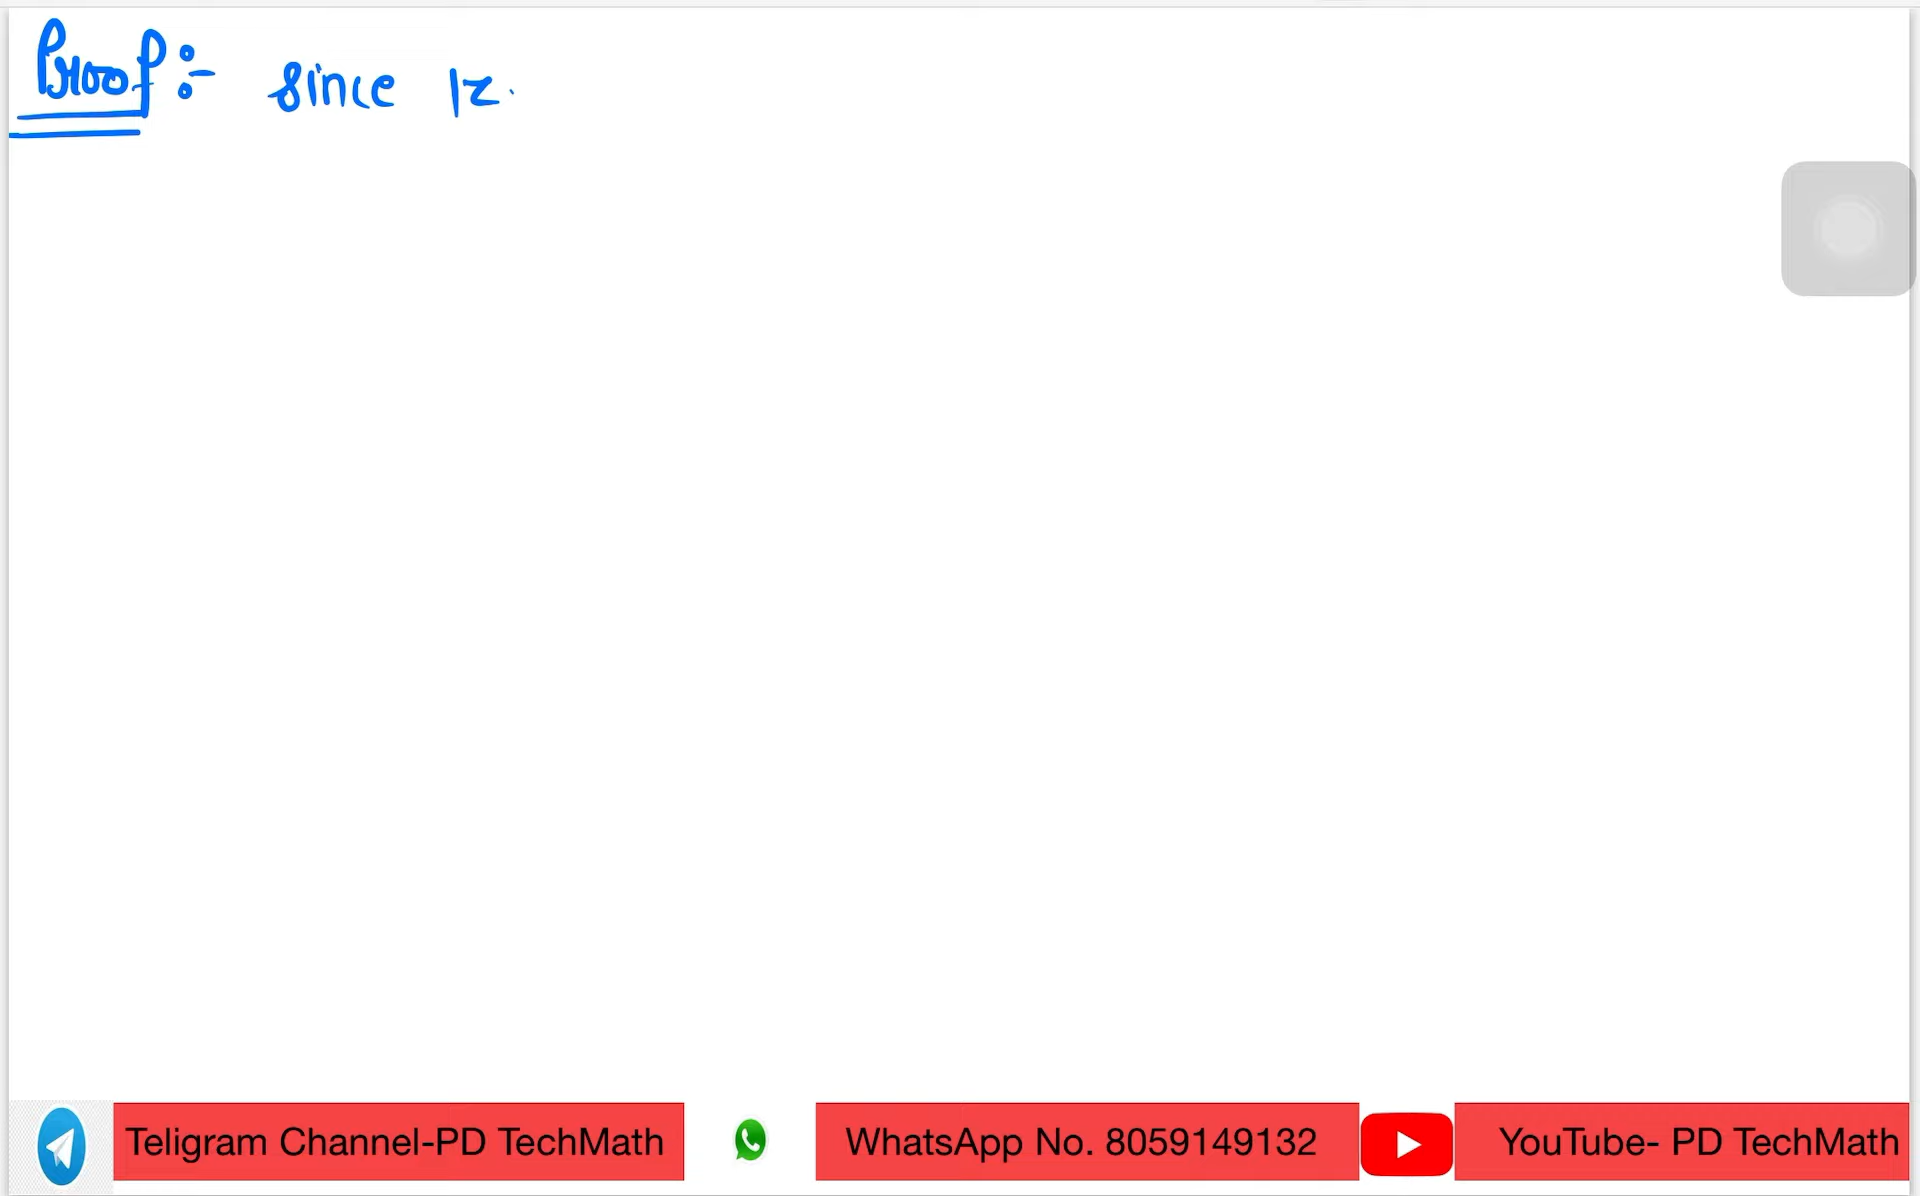 Proof:- since |z
Teligram Channel-PD TechMath
WhatsApp No. 8059149132
YouTube- PD TechMath